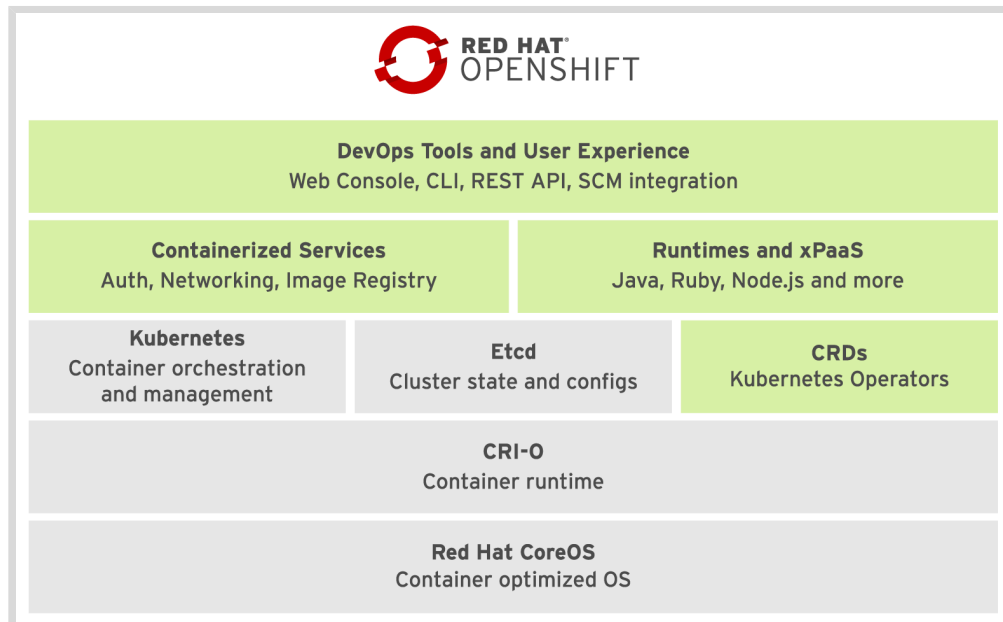 RED HAT®
OPENSHIFT
DevOps Tools and User Experience
Web Console, CLI, REST API, SCM integration
Containerized Services
Auth, Networking, Image Registry
Runtimes and xPaaS
Java, Ruby, Node.js and more
Kubernetes
Container orchestration
and management
Etcd
Cluster state and configs
CRDs
Kubernetes Operators
CRI-O
Container runtime
Red Hat CoreOS
Container optimized OS